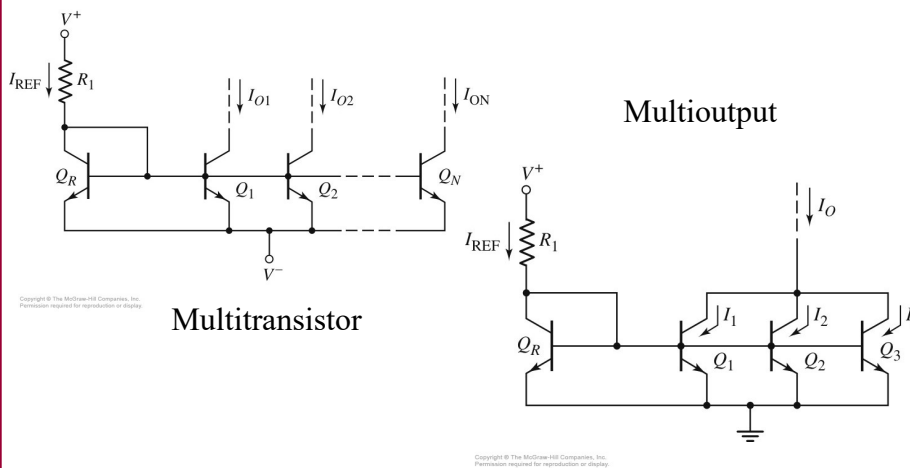 V+
IREF
R1
IO1
IO2
ION
QR
Q1
Q2
QN
V−
Copyright © The McGraw-Hill Companies, Inc.
Permission required for reproduction or display.
Multitransistor
Multioutput
V+
IREF
R1
IO
I1
I2
I
QR
Q1
Q2
Q3
Copyright © The McGraw-Hill Companies, Inc.
Permission required for reproduction or display.